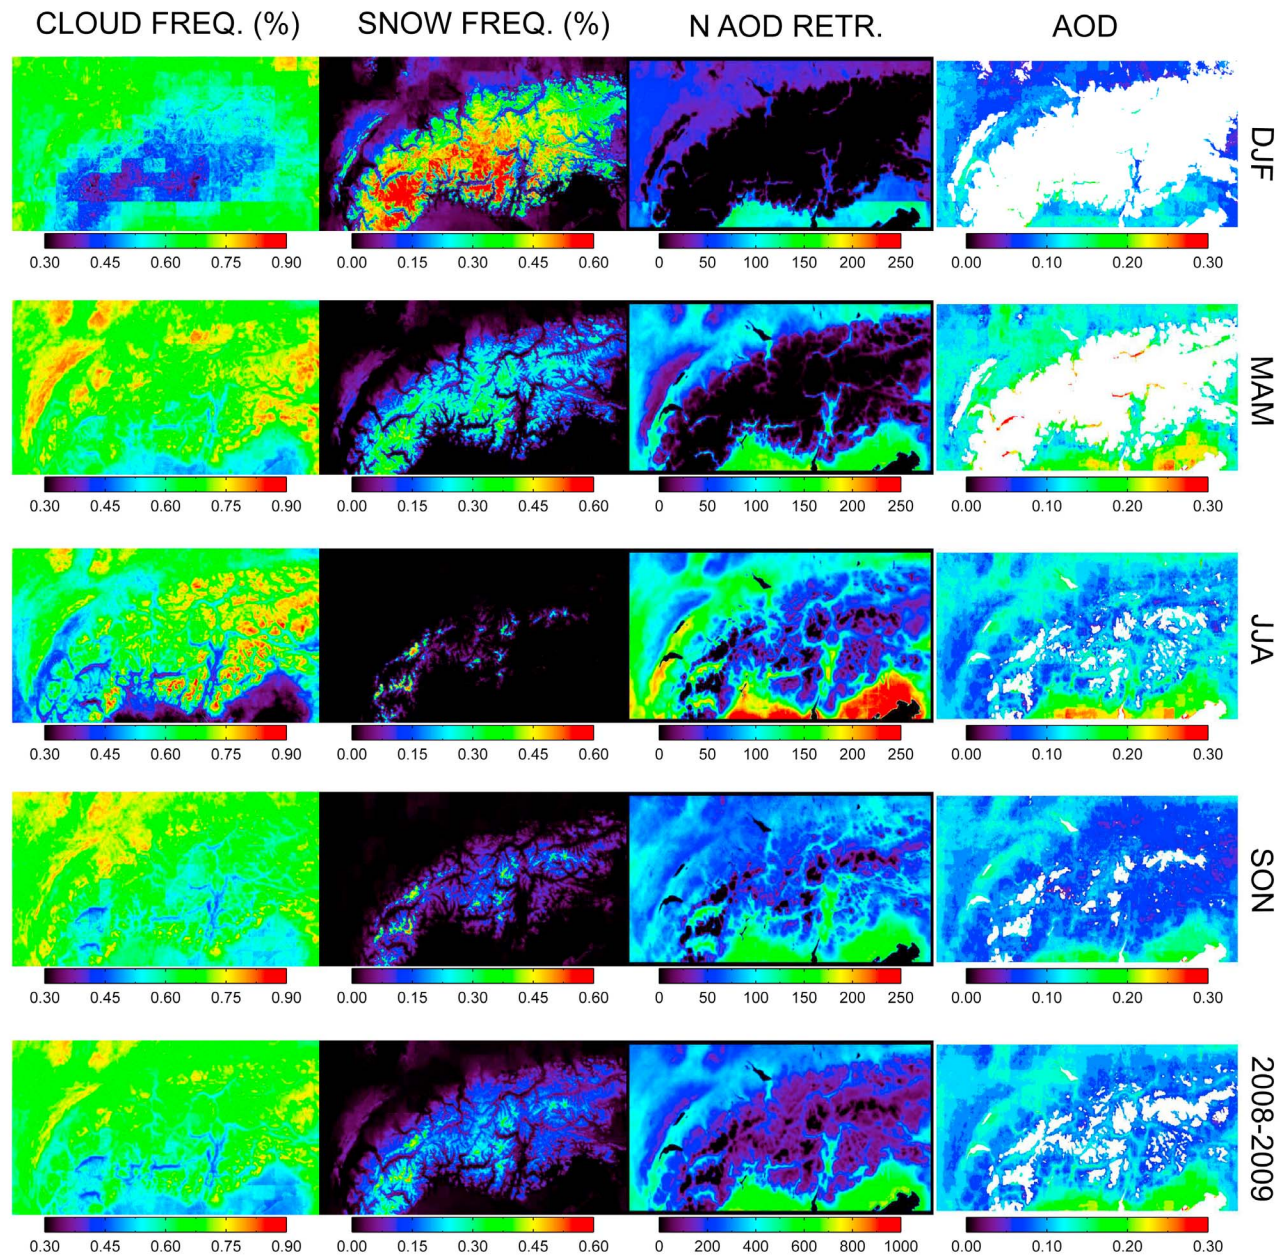 CLOUD FREQ. (%) SNOW FREQ. (%) N AOD RETR. AOD
DJF
0.30 0.45 0.60 0.75 0.90 0.00 0.15 0.30 0.45 0.60 0 50 100 150 200 250 0.00 0.10 0.20 0.30
MAM
0.30 0.45 0.60 0.75 0.90 0.00 0.15 0.30 0.45 0.60 0 50 100 150 200 250 0.00 0.10 0.20 0.30
JJA
0.30 0.45 0.60 0.75 0.90 0.00 0.15 0.30 0.45 0.60 0 50 100 150 200 250 0.00 0.10 0.20 0.30
SON
0.30 0.45 0.60 0.75 0.90 0.00 0.15 0.30 0.45 0.60 0 50 100 150 200 250 0.00 0.10 0.20 0.30
2008-2009
0.30 0.45 0.60 0.75 0.90 0.00 0.15 0.30 0.45 0.60 0 200 400 600 800 1000 0.00 0.10 0.20 0.30